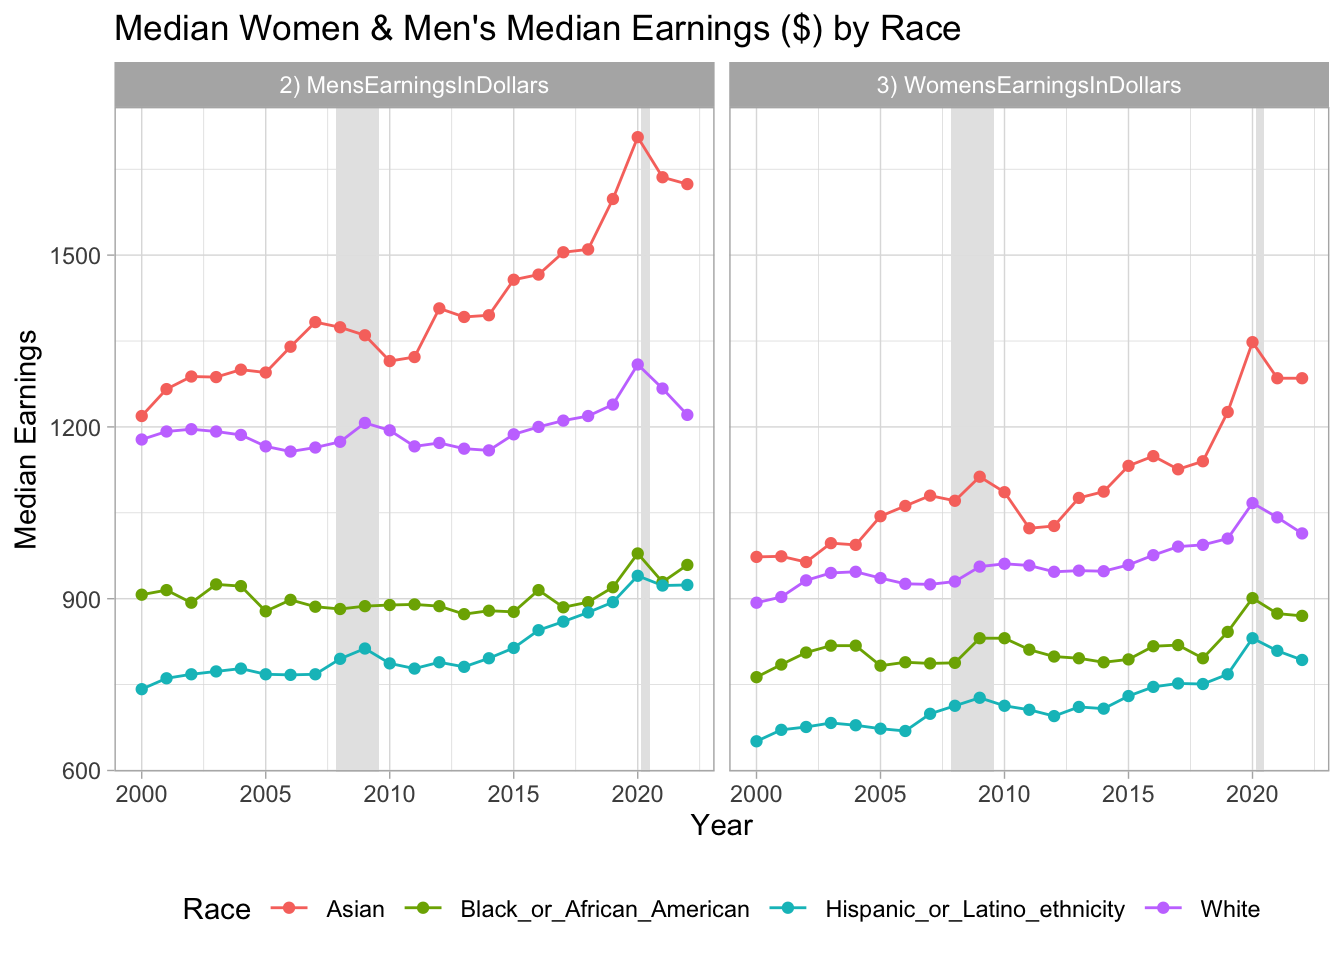 Median Women & Men's Median Earnings ($) by Race
2) MensEarningsInDollars
3) WomensEarningsInDollars
Median Earnings
1500
1200
900
600
2000 2005 2010 2015 2020
2000 2005 2010 2015 2020
Year
Race Asian Black_or_African_American Hispanic_or_Latino_ethnicity White